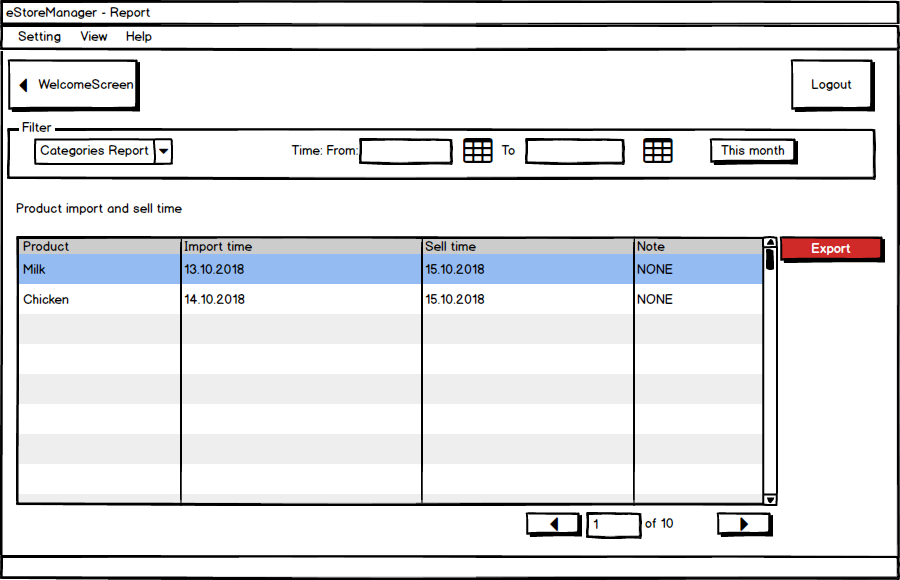 eStoreManager - Report
Setting View Help
WelcomeScreen Logout
Filter
Categories Report Time: From: To This month
Product import and sell time
Product Import time Sell time Note Export
Milk 13.10.2018 15.10.2018 NONE
Chicken 14.10.2018 15.10.2018 NONE
1 of 10